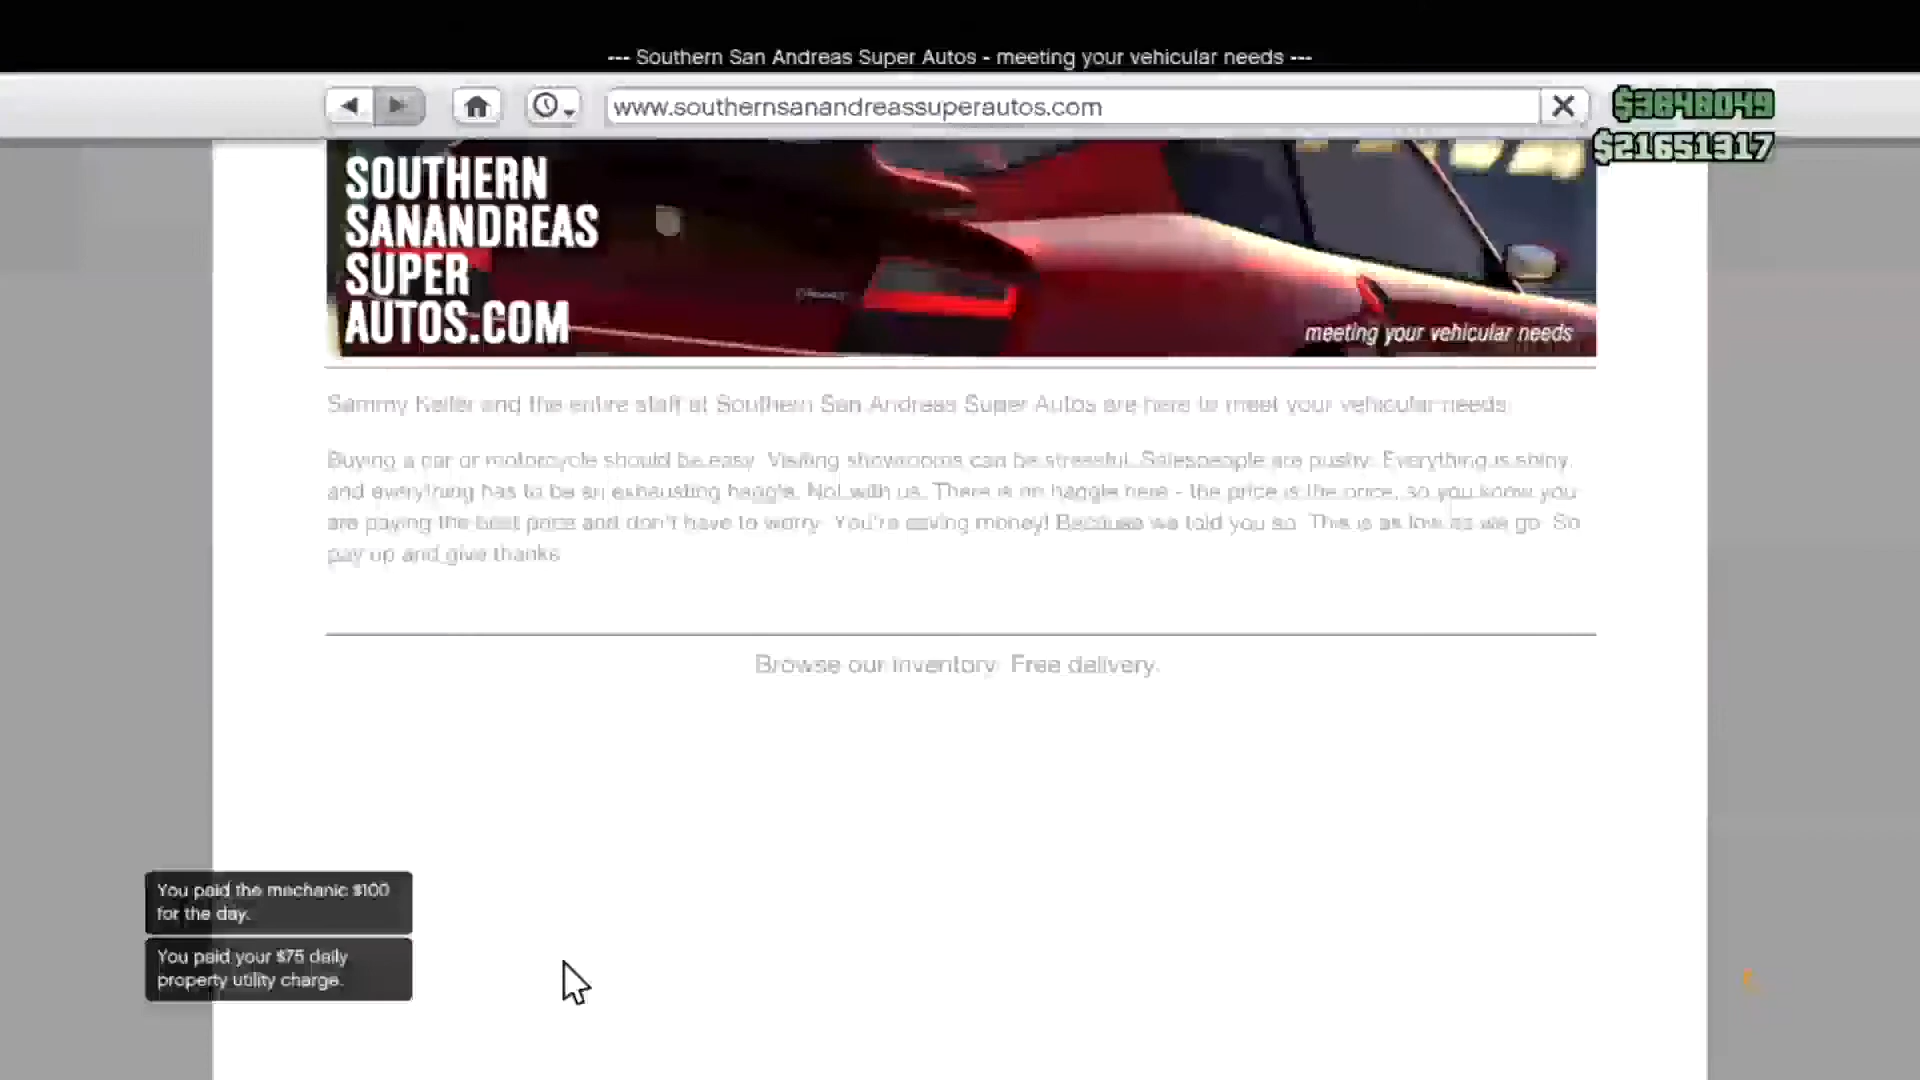 --- Southern San Andreas Super Autos - meeting your vehicular needs ---
www.southernsanandreassuperautos.com
$3848049
$21651317
SOUTHERN
SANANDREAS
SUPER
AUTOS.COM
meeting your vehicular needs
Sammy Keifer and the entire staff at Southern San Andreas Super Autos are here to meet your vehicular needs.
Buying a car or motorcycle should be easy. Visiting showrooms can be stressful. Salespeople are pushy. Everything is shiny,
and everything has to be an exhausting haggle. Not with us. There is no haggle here - the price is the price, so you know you
are paying the best price and don't have to worry. You're saving money! Because we told you so. This is as low as we go. So
pay up and give thanks.
Browse our inventory. Free delivery.
You paid the mechanic $100
for the day.
You paid your $75 daily
property utility charge.